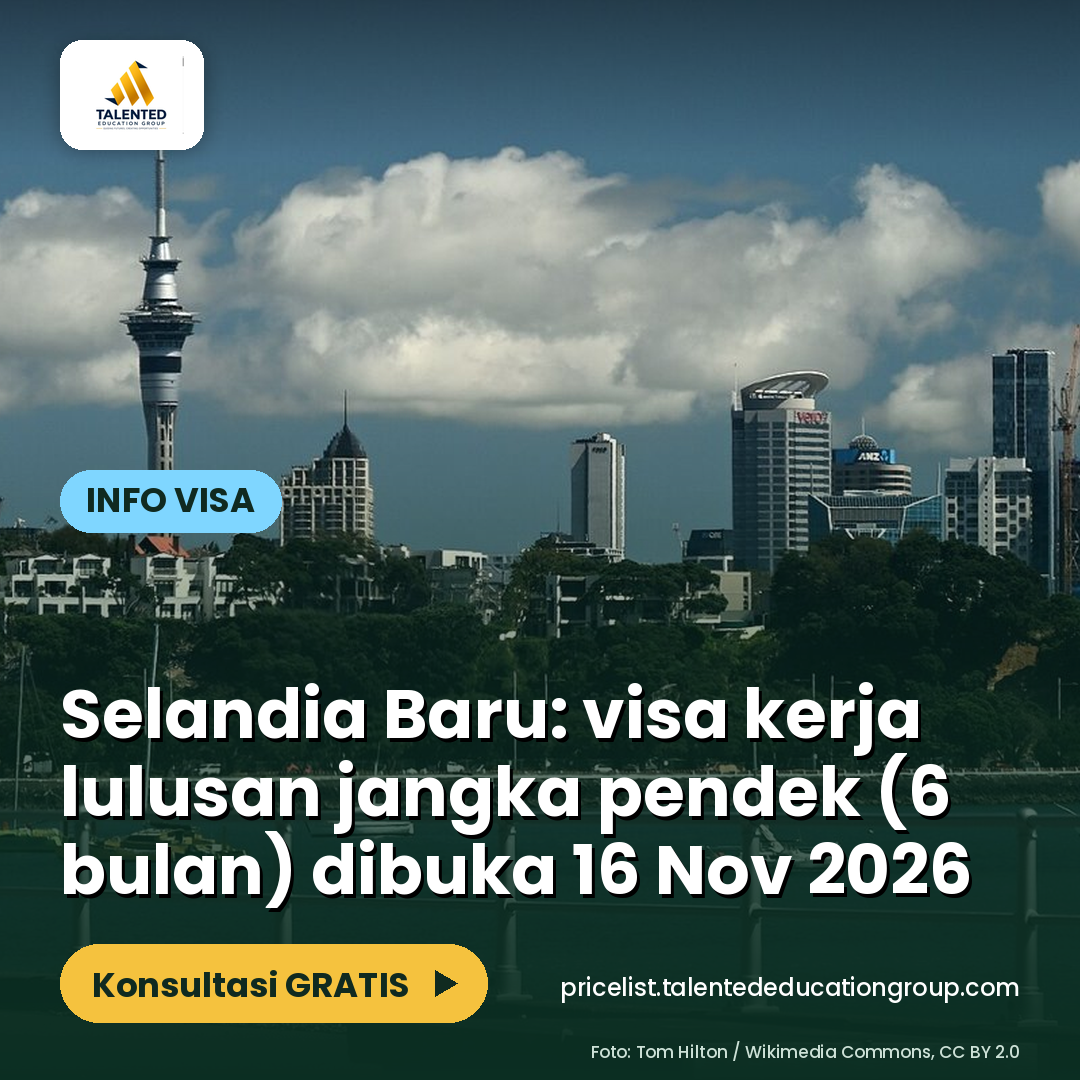 TALENTED
EDUCATION GROUP
INFO VISA
ANZ
Selandia Baru: visa kerja
lulusan jangka pendek (6
bulan) dibuka 16 Nov 2026
Konsultasi GRATIS
pricelist.talentededucationgroup.com
Foto: Tom Hilton / Wikimedia Commons, CC BY 2.0